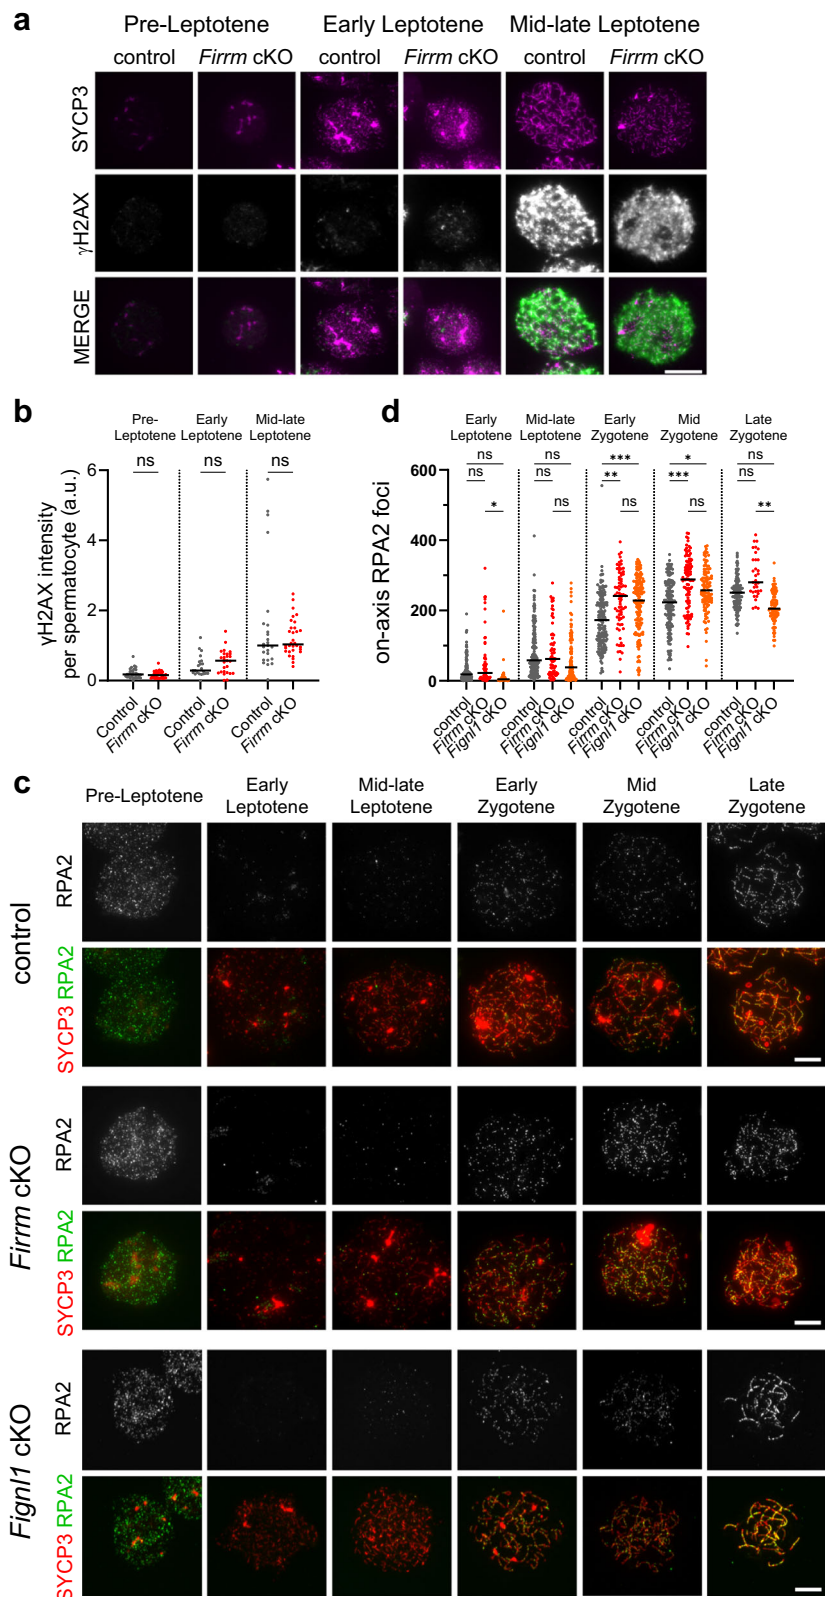 a
Pre-Leptotene Early Leptotene Mid-late Leptotene
control Firrm cKO control Firrm cKO control Firrm cKO
SYCP3
γH2AX
MERGE
b
Pre-Leptotene Early Leptotene Mid-late Leptotene
ns ns ns
γH2AX intensity
per spermatocyte (a.u.)
6
4
2
0
Control Firrm cKO Control Firrm cKO Control Firrm cKO
d
Early Leptotene Mid-late Leptotene Early Zygotene Mid Zygotene Late Zygotene
ns ns *** * ns
ns ns ** *** ns
* ns ns ns **
on-axis RPA2 foci
600
400
200
0
control Firrm cKO Fignl1 cKO control Firrm cKO Fignl1 cKO control Firrm cKO Fignl1 cKO control Firrm cKO Fignl1 cKO control Firrm cKO Fignl1 cKO
c
Pre-Leptotene Early Leptotene Mid-late Leptotene Early Zygotene Mid Zygotene Late Zygotene
control
RPA2
SYCP3 RPA2
Firrm cKO
RPA2
SYCP3 RPA2
Fignl1 cKO
RPA2
SYCP3 RPA2